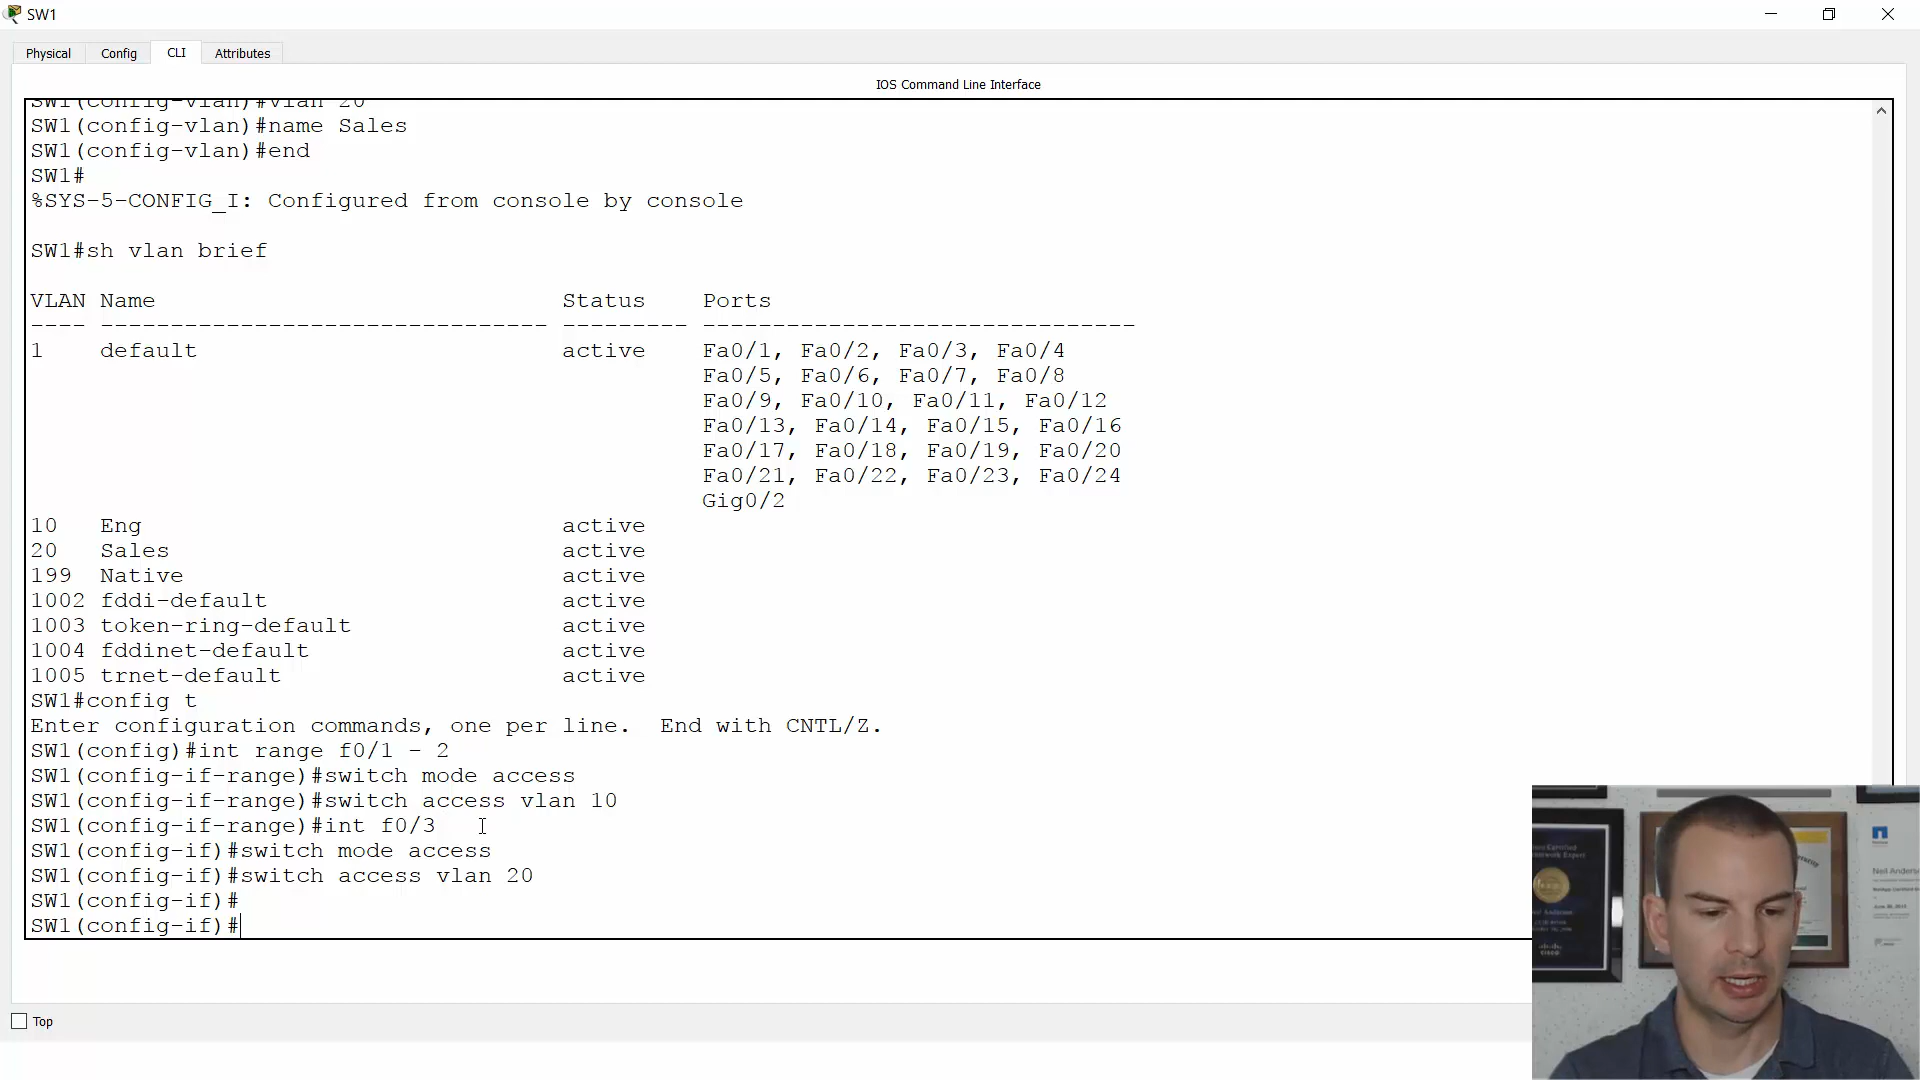 SW1
Physical Config CLI Attributes
IOS Command Line Interface
SW1(config-vlan)#vlan 20
SW1(config-vlan)#name Sales
SW1(config-vlan)#end
SW1#
%SYS-5-CONFIG_I: Configured from console by console
SW1#sh vlan brief
VLAN Name Status Ports
---- -------------------------------- --------- -------------------------------
1 default active Fa0/1, Fa0/2, Fa0/3, Fa0/4
Fa0/5, Fa0/6, Fa0/7, Fa0/8
Fa0/9, Fa0/10, Fa0/11, Fa0/12
Fa0/13, Fa0/14, Fa0/15, Fa0/16
Fa0/17, Fa0/18, Fa0/19, Fa0/20
Fa0/21, Fa0/22, Fa0/23, Fa0/24
Gig0/2
10 Eng active
20 Sales active
199 Native active
1002 fddi-default active
1003 token-ring-default active
1004 fddinet-default active
1005 trnet-default active
SW1#config t
Enter configuration commands, one per line. End with CNTL/Z.
SW1(config)#int range f0/1 - 2
SW1(config-if-range)#switch mode access
SW1(config-if-range)#switch access vlan 10
SW1(config-if-range)#int f0/3
SW1(config-if)#switch mode access
SW1(config-if)#switch access vlan 20
SW1(config-if)#
SW1(config-if)#
Top
Neil Anderso
CISCO